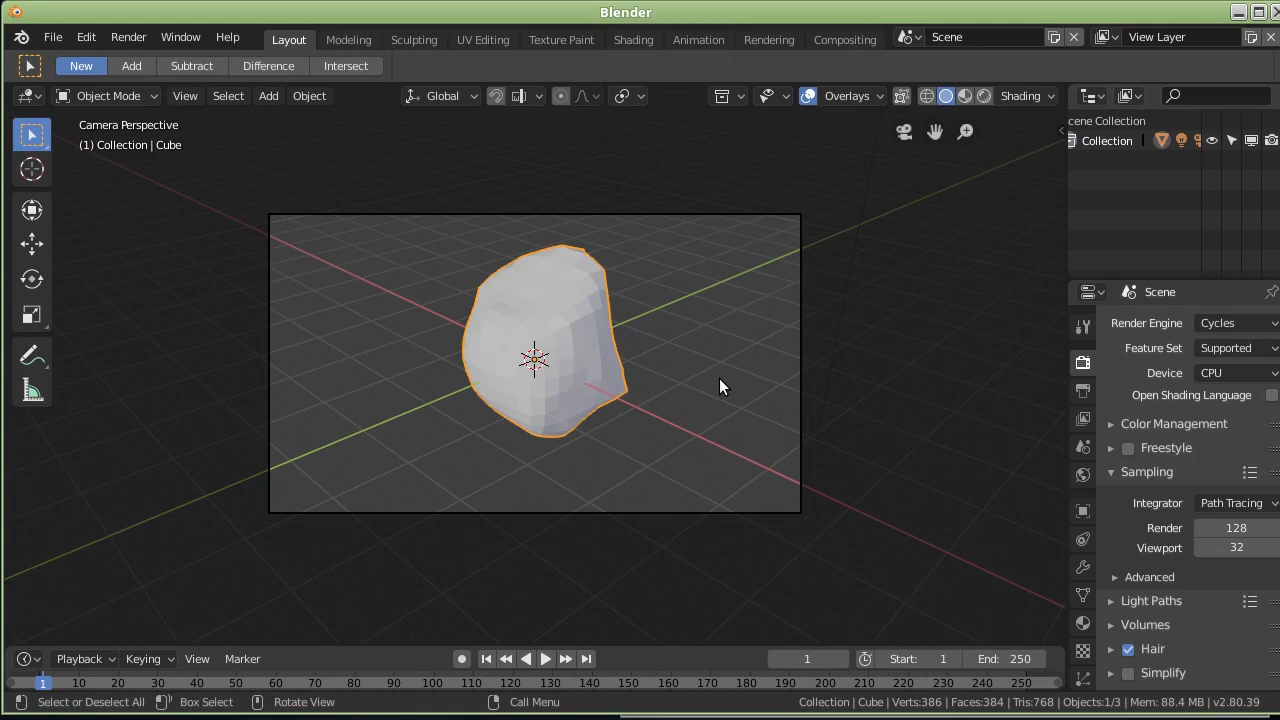 Blender
File Edit Render Window Help Layout Modeling Sculpting UV Editing Texture Paint Shading Animation Rendering Compositing Scene View Layer
New Add Subtract Difference Intersect
Object Mode View Select Add Object Global Overlays Shading
Camera Perspective
(1) Collection | Cube
cene Collection
Collection
Scene
Render Engine Cycles
Feature Set Supported
Device CPU
Open Shading Language
Color Management
Freestyle
Sampling
Integrator Path Tracing
Render 128
Viewport 32
Advanced
Light Paths
Volumes
Hair
Simplify
Playback Keying View Marker 1 Start: 1 End: 250
1 10 20 30 40 50 60 70 80 90 100 110 120 130 140 150 160 170 180 190 200 210 220 230 240 250
Select or Deselect All Box Select Rotate View Call Menu Collection | Cube | Verts:386 | Faces:384 | Tris:768 | Objects:1/3 | Mem: 88.4 MB | v2.80.39